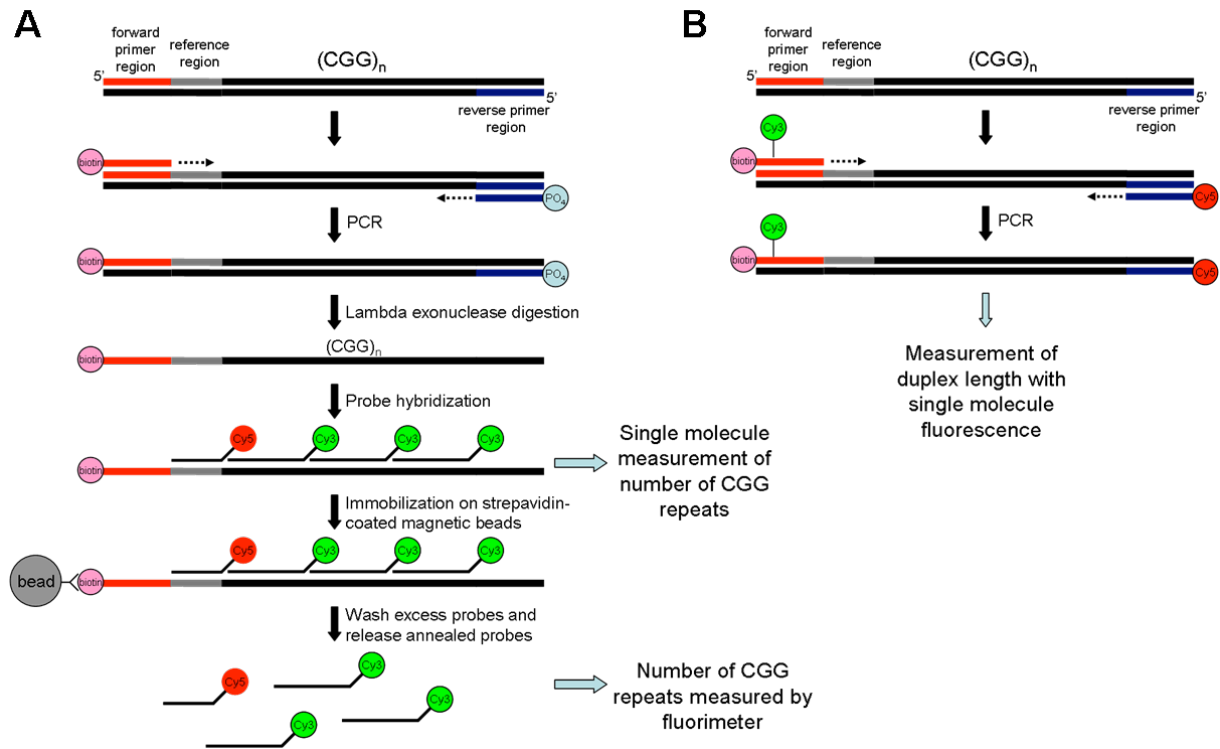 A
forward
primer
region
reference
region
(CGG)n
5'
5'
reverse primer
region
biotin
PO4
PCR
biotin
PO4
Lambda exonuclease digestion
(CGG)n
biotin
Probe hybridization
Cy5
Cy3
Cy3
Cy3
biotin
Single molecule
measurement of
number of CGG
repeats
Immobilization on strepavidin-
coated magnetic beads
Cy5
Cy3
Cy3
Cy3
bead
biotin
Wash excess probes and
release annealed probes
Cy5
Cy3
Cy3
Cy3
Number of CGG
repeats measured by
fluorimeter
B
forward
primer
region
reference
region
(CGG)n
5'
5'
reverse primer
region
Cy3
biotin
Cy5
PCR
Cy3
biotin
Cy5
Measurement of
duplex length with
single molecule
fluorescence